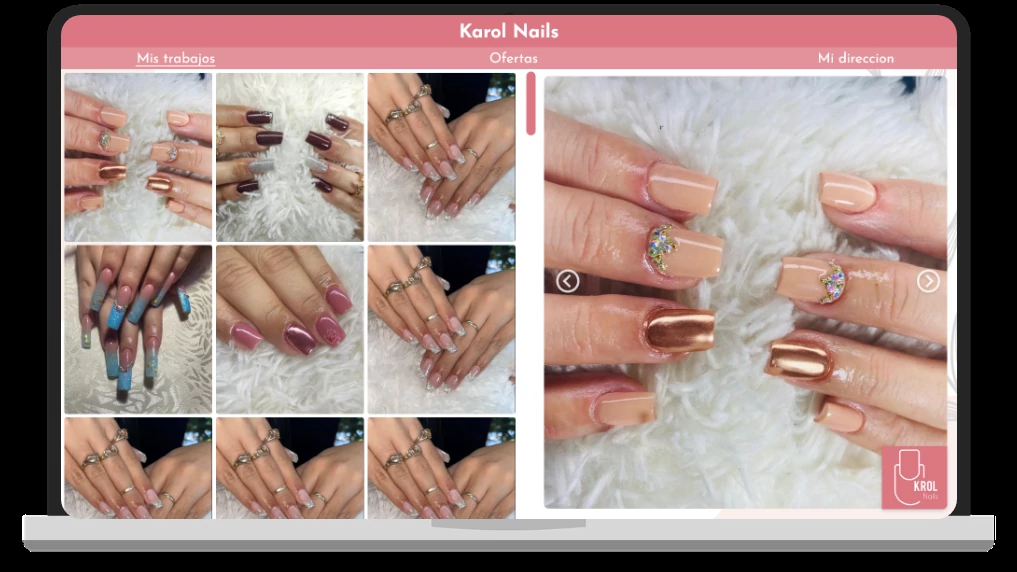 Karol Nails
Mis trabajos
Ofertas
Mi direccion
KROL
Nails